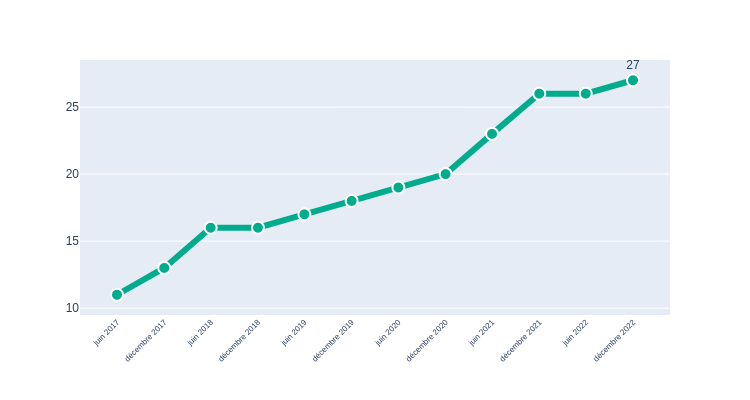 27
25
20
15
10
juin 2017
décembre 2017
juin 2018
décembre 2018
juin 2019
décembre 2019
juin 2020
décembre 2020
juin 2021
décembre 2021
juin 2022
décembre 2022